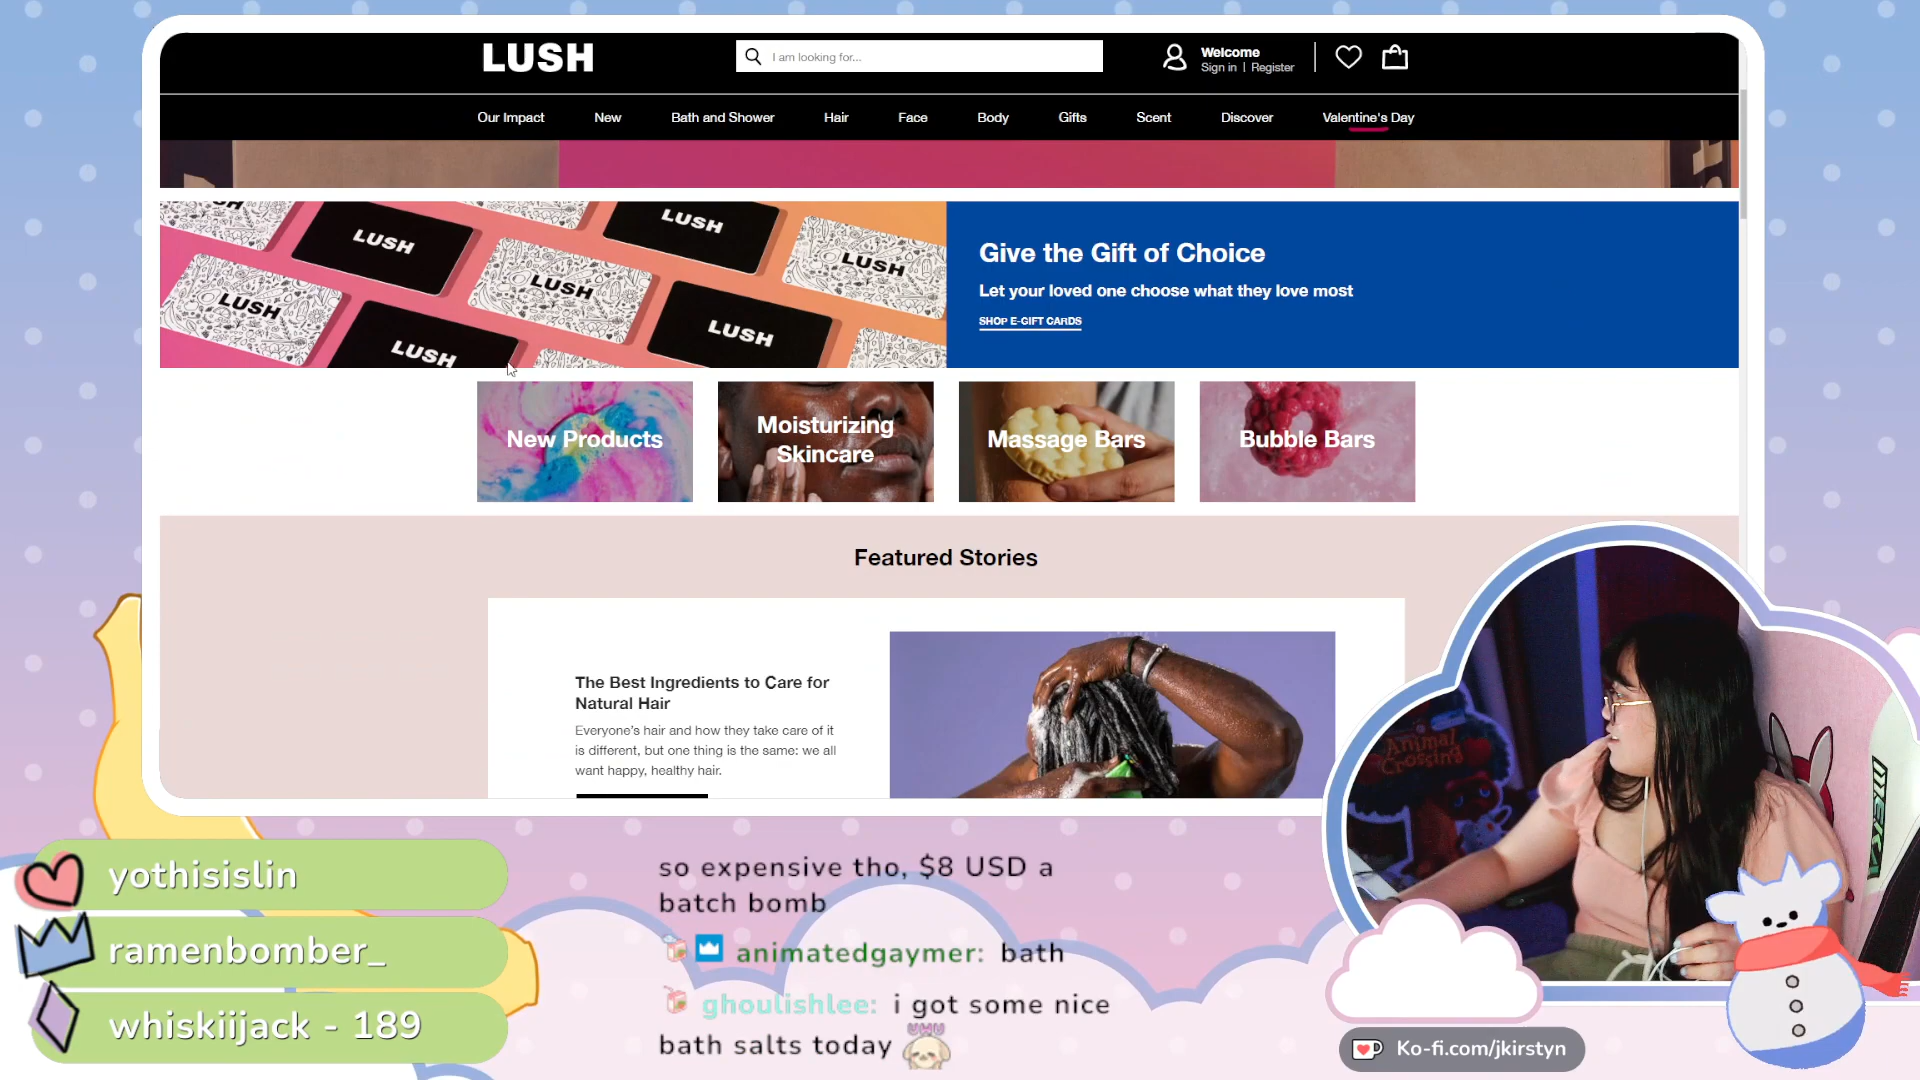 LUSH
I am looking for...
Welcome
Sign in | Register
Our Impact New Bath and Shower Hair Face Body Gifts Scent Discover Valentine's Day
LUSH LUSH LUSH LUSH LUSH LUSH LUSH
Give the Gift of Choice
Let your loved one choose what they love most
SHOP E-GIFT CARDS
New Products
Moisturizing
Skincare
Massage Bars
Bubble Bars
Featured Stories
The Best Ingredients to Care for
Natural Hair
Everyone's hair and how they take care of it
is different, but one thing is the same: we all
want happy, healthy hair.
Animal
Crossing
yothisislin
ramenbomber_
whiskiijack - 189
so expensive tho, $8 USD a
batch bomb
animatedgaymer: bath
ghoulishlee: i got some nice
bath salts today
UWU
Ko-fi.com/jkirstyn